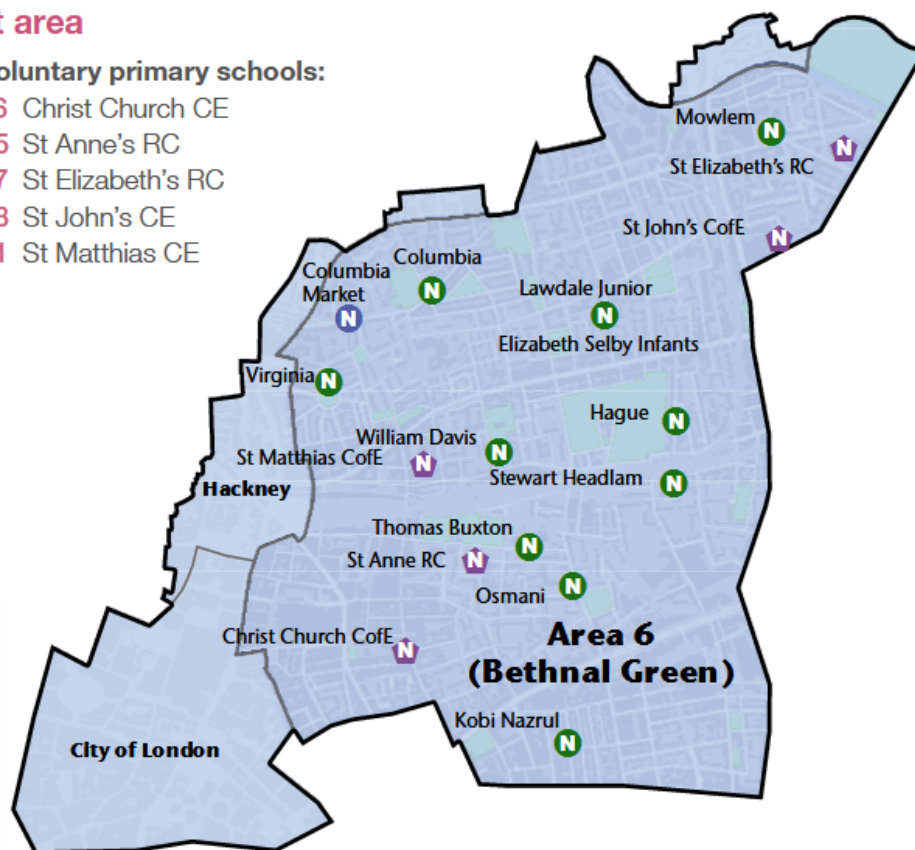 t area
oluntary primary schools:
6 Christ Church CE
5 St Anne's RC
7 St Elizabeth's RC
3 St John's CE
1 St Matthias CE
Mowlem
N
N
St Elizabeth's RC
St John's CofE
N
Columbia
Columbia
Market
N
N
Lawdale Junior
N
Elizabeth Selby Infants
Virginia
N
Hague
N
William Davis
N
St Matthias CofE
N
Stewart Headlam
N
Hackney
Thomas Buxton
N
St Anne RC
N
Osmani
N
Christ Church CofE
N
Area 6
(Bethnal Green)
Kobi Nazrul
N
City of London